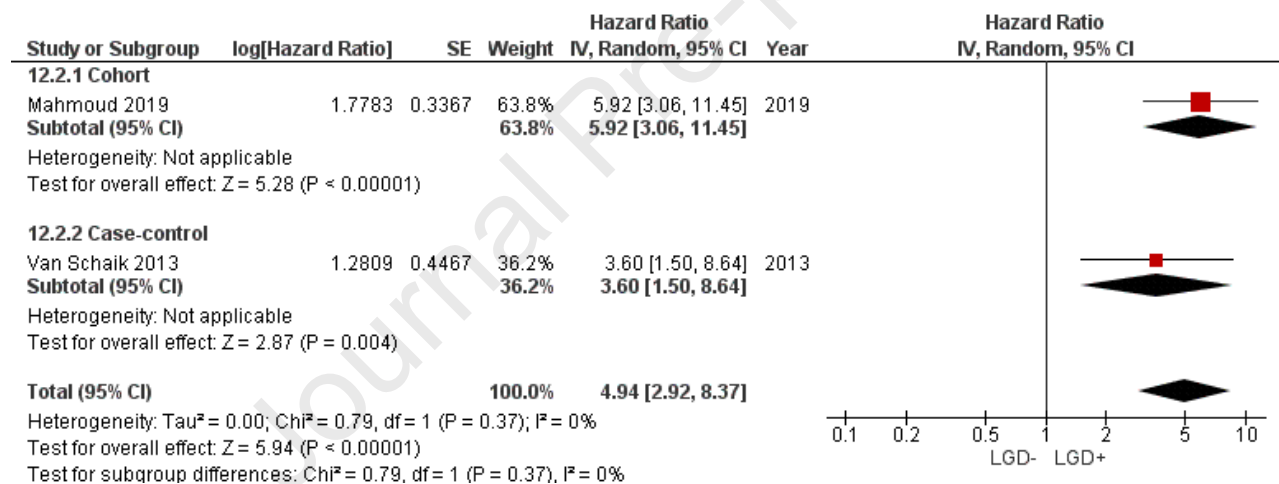 Hazard Ratio Hazard Ratio
Study or Subgroup log[Hazard Ratio] SE Weight IV, Random, 95% CI Year IV, Random, 95% CI
12.2.1 Cohort
Mahmoud 2019 1.7783 0.3367 63.8% 5.92 [3.06, 11.45] 2019
Subtotal (95% CI) 63.8% 5.92 [3.06, 11.45]
Heterogeneity: Not applicable
Test for overall effect: Z = 5.28 (P < 0.00001)
12.2.2 Case-control
Van Schaik 2013 1.2809 0.4467 36.2% 3.60 [1.50, 8.64] 2013
Subtotal (95% CI) 36.2% 3.60 [1.50, 8.64]
Heterogeneity: Not applicable
Test for overall effect: Z = 2.87 (P = 0.004)
Total (95% CI) 100.0% 4.94 [2.92, 8.37]
Heterogeneity: Tau² = 0.00; Chi² = 0.79, df = 1 (P = 0.37); I² = 0%
Test for overall effect: Z = 5.94 (P < 0.00001)
Test for subgroup differences: Chi² = 0.79, df = 1 (P = 0.37), I² = 0%
0.1 0.2 0.5 1 2 5 10
LGD- LGD+
Journal Pre-